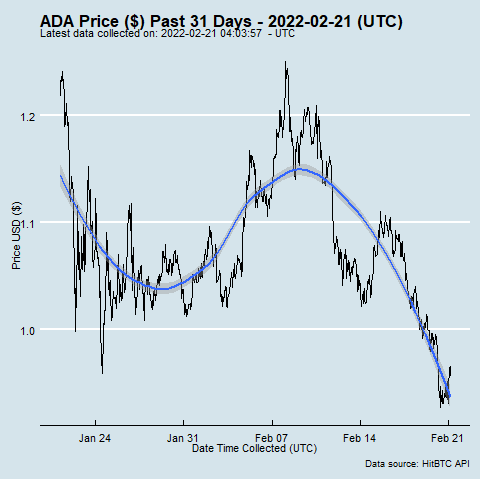 ADA Price ($) Past 31 Days - 2022-02-21 (UTC)
Latest data collected on: 2022-02-21 04:03:57 - UTC
1.2
1.1
1.0
Price USD ($)
Jan 24 Jan 31 Feb 07 Feb 14 Feb 21
Date Time Collected (UTC)
Data source: HitBTC API